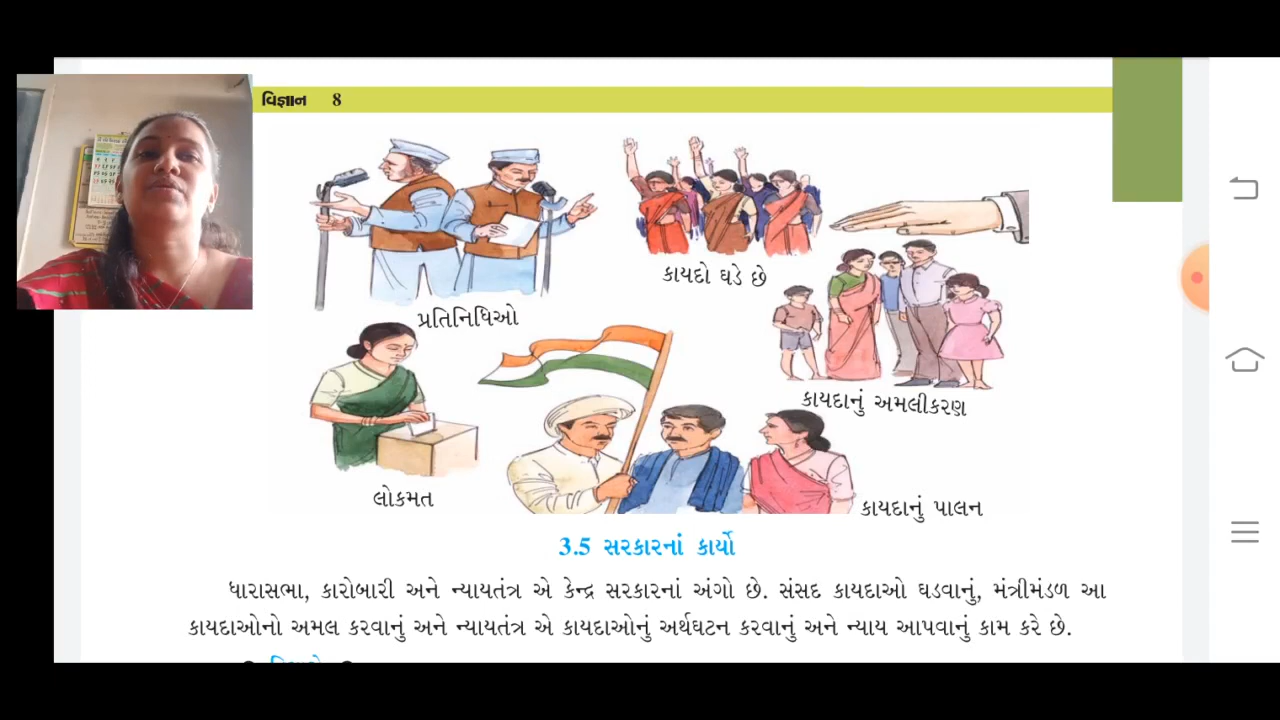 વિજ્ઞાન 8
પ્રતિનિધિઓ
કાયદો ઘડે છે
કાયદાનું અમલીકરણ
લોકમત
કાયદાનું પાલન
3.5 સરકારનાં કાર્યો
ધારાસભા, કારોબારી અને ન્યાયતંત્ર એ કેન્દ્ર સરકારનાં અંગો છે. સંસદ કાયદાઓ ઘડવાનું, મંત્રીમંડળ આ
કાયદાઓનો અમલ કરવાનું અને ન્યાયતંત્ર એ કાયદાઓનું અર્થઘટન કરવાનું અને ન્યાય આપવાનું કામ કરે છે.